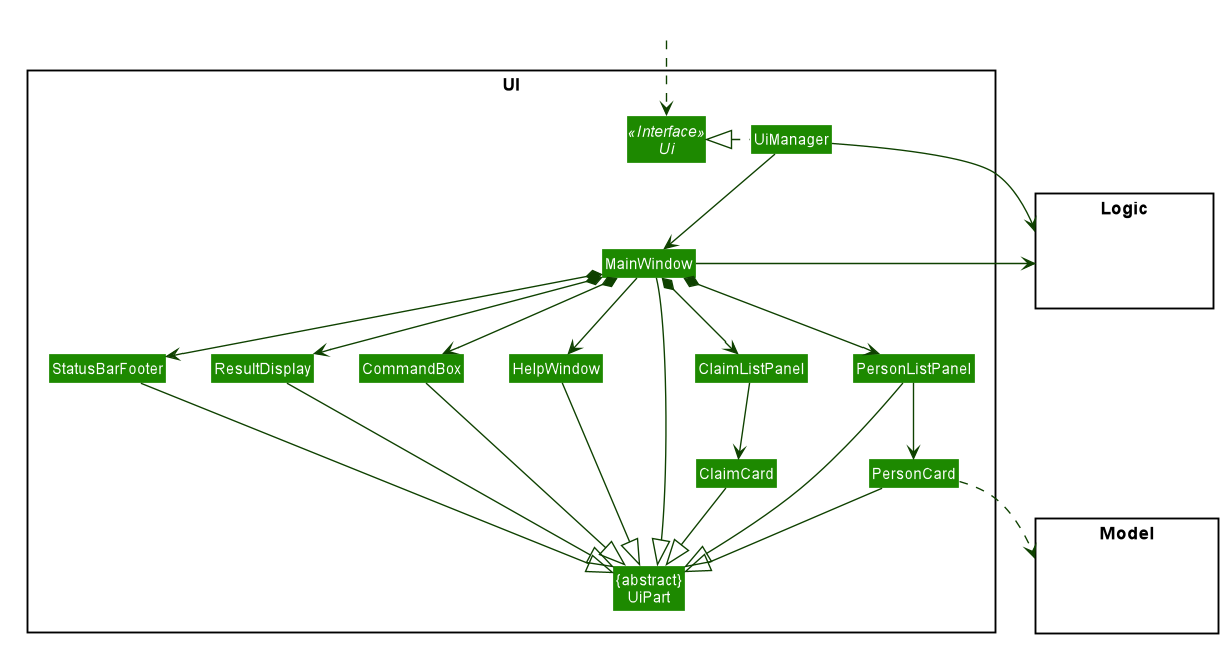 UI
«Interface»
Ui
UiManager
Logic
MainWindow
StatusBarFooter
ResultDisplay
CommandBox
HelpWindow
ClaimListPanel
PersonListPanel
ClaimCard
PersonCard
Model
{abstract}
UiPart